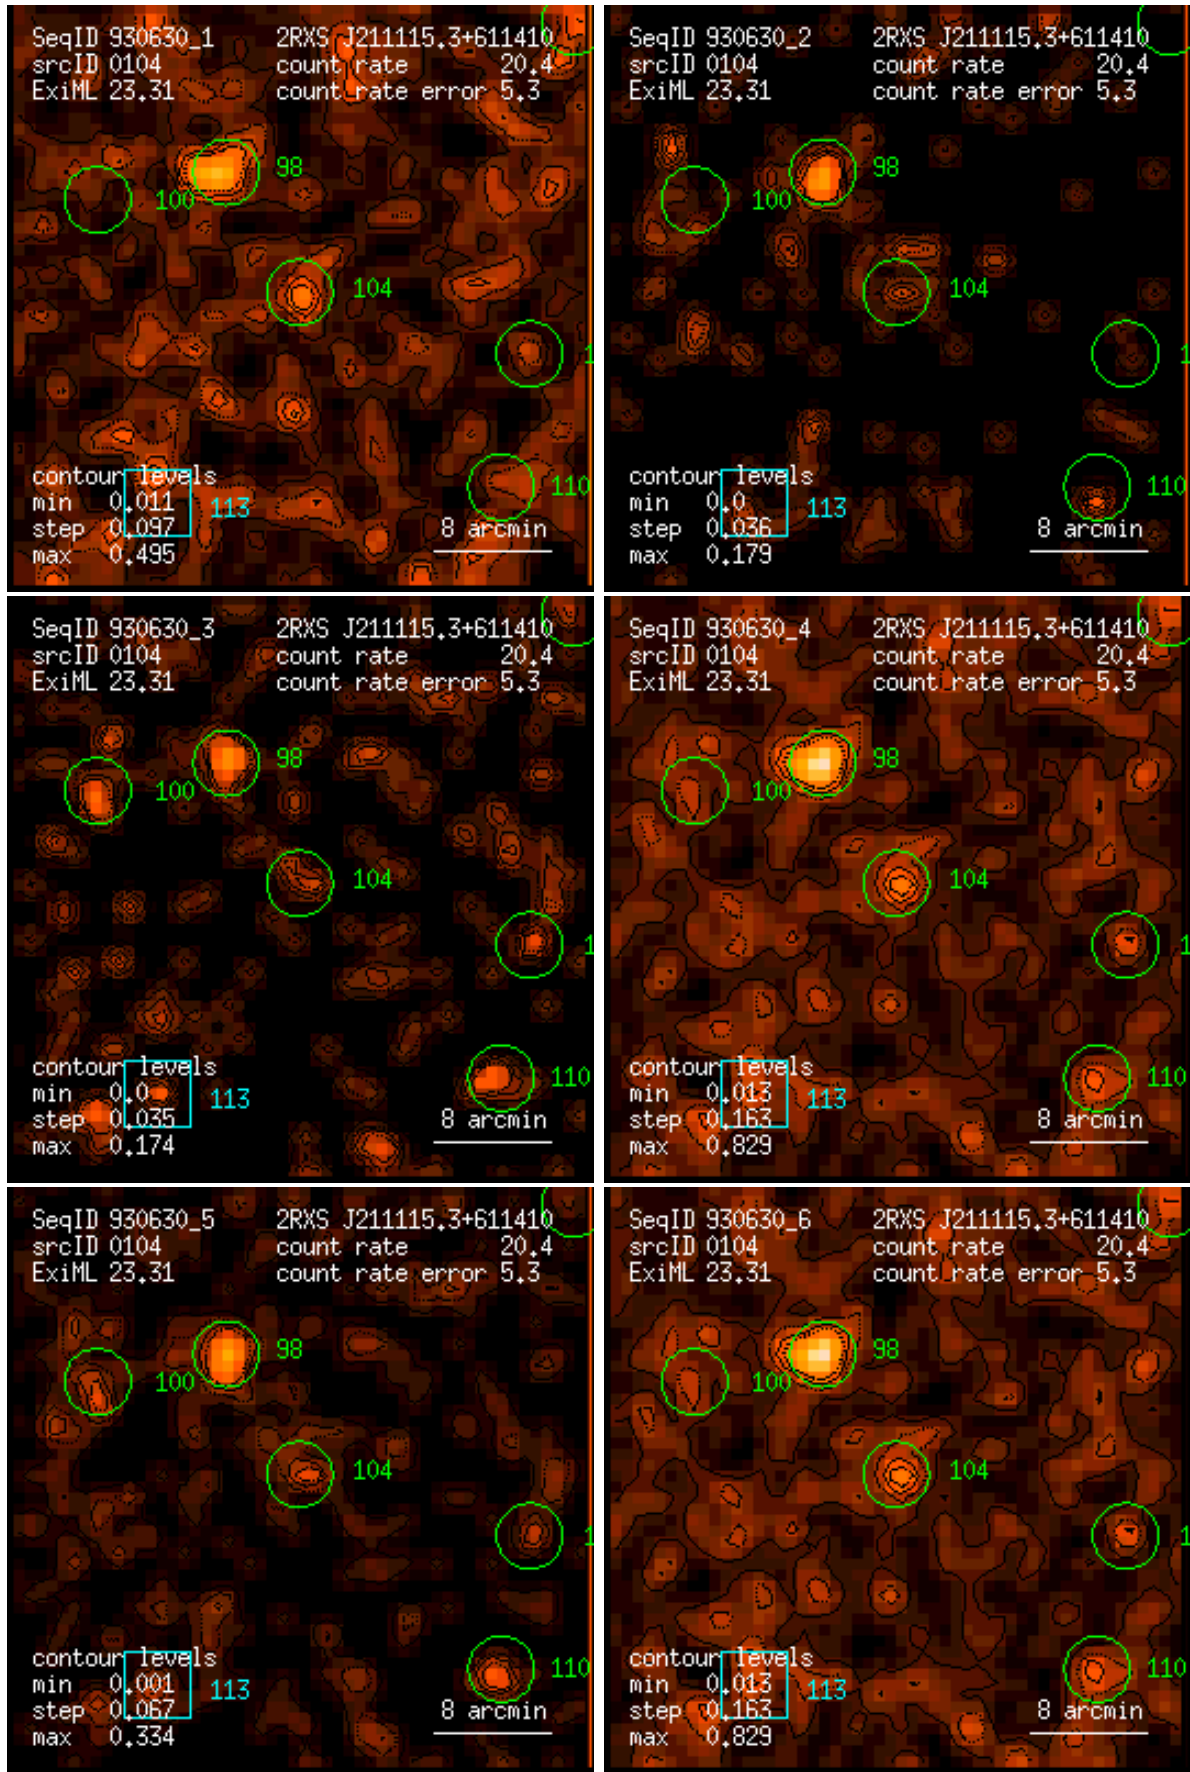 SeqID 930630_1 2RXS J211115.3+611410
srcID 0104 count rate 20.4
ExiML 23.31 count rate error 5.3
98
100
104
1
contour levels
min 0.011 110
step 0.097 113 8 arcmin
max 0.495
SeqID 930630_2 2RXS J211115.3+611410
srcID 0104 count rate 20.4
ExiML 23.31 count rate error 5.3
98
100
104
1
contour levels
min 0.0 110
step 0.036 113 8 arcmin
max 0.179
SeqID 930630_3 2RXS J211115.3+611410
srcID 0104 count rate 20.4
ExiML 23.31 count rate error 5.3
98
100
104
1
contour levels
min 0.0 110
step 0.035 113 8 arcmin
max 0.174
SeqID 930630_4 2RXS J211115.3+611410
srcID 0104 count rate 20.4
ExiML 23.31 count rate error 5.3
98
100
104
1
contour levels
min 0.013 110
step 0.163 113 8 arcmin
max 0.829
SeqID 930630_5 2RXS J211115.3+611410
srcID 0104 count rate 20.4
ExiML 23.31 count rate error 5.3
98
100
104
1
contour levels
min 0.001 110
step 0.067 113 8 arcmin
max 0.334
SeqID 930630_6 2RXS J211115.3+611410
srcID 0104 count rate 20.4
ExiML 23.31 count rate error 5.3
98
100
104
1
contour levels
min 0.013 110
step 0.163 113 8 arcmin
max 0.829